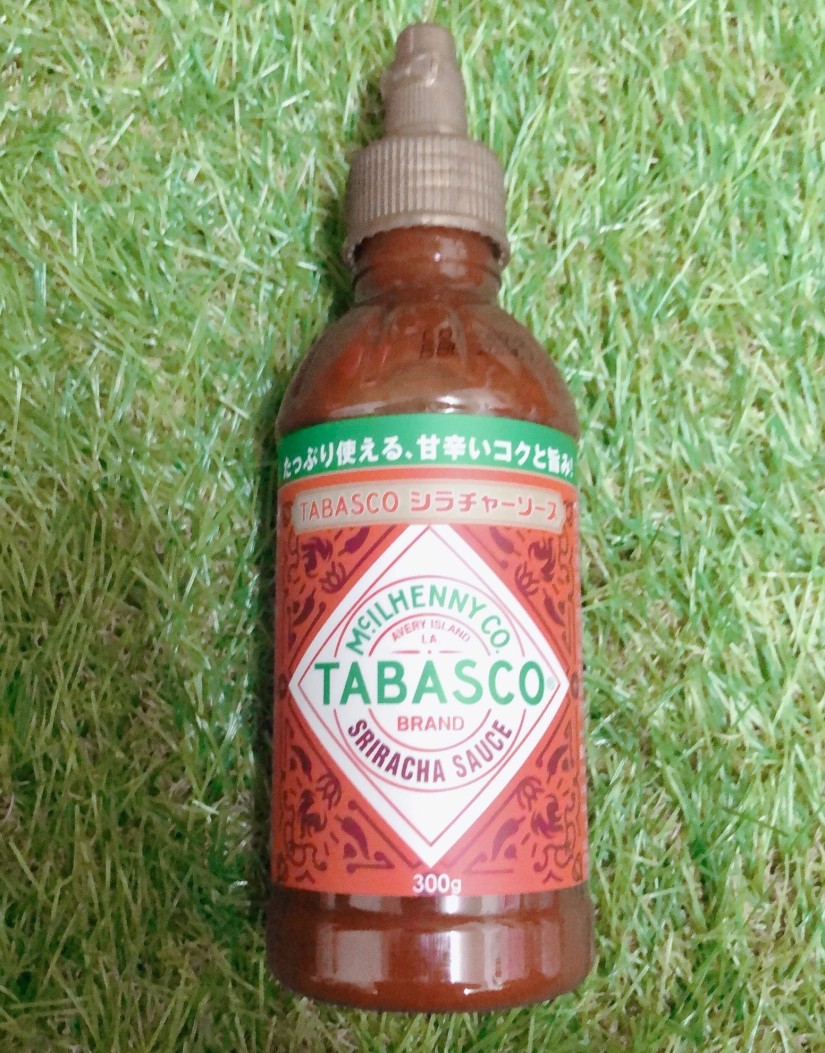 たっぷり使える、甘辛いコクと旨み!
TABASCO シラチャーソース
McILHENNY CO.
AVERY ISLAND
LA.
TABASCO®
BRAND
SRIRACHA SAUCE
300g